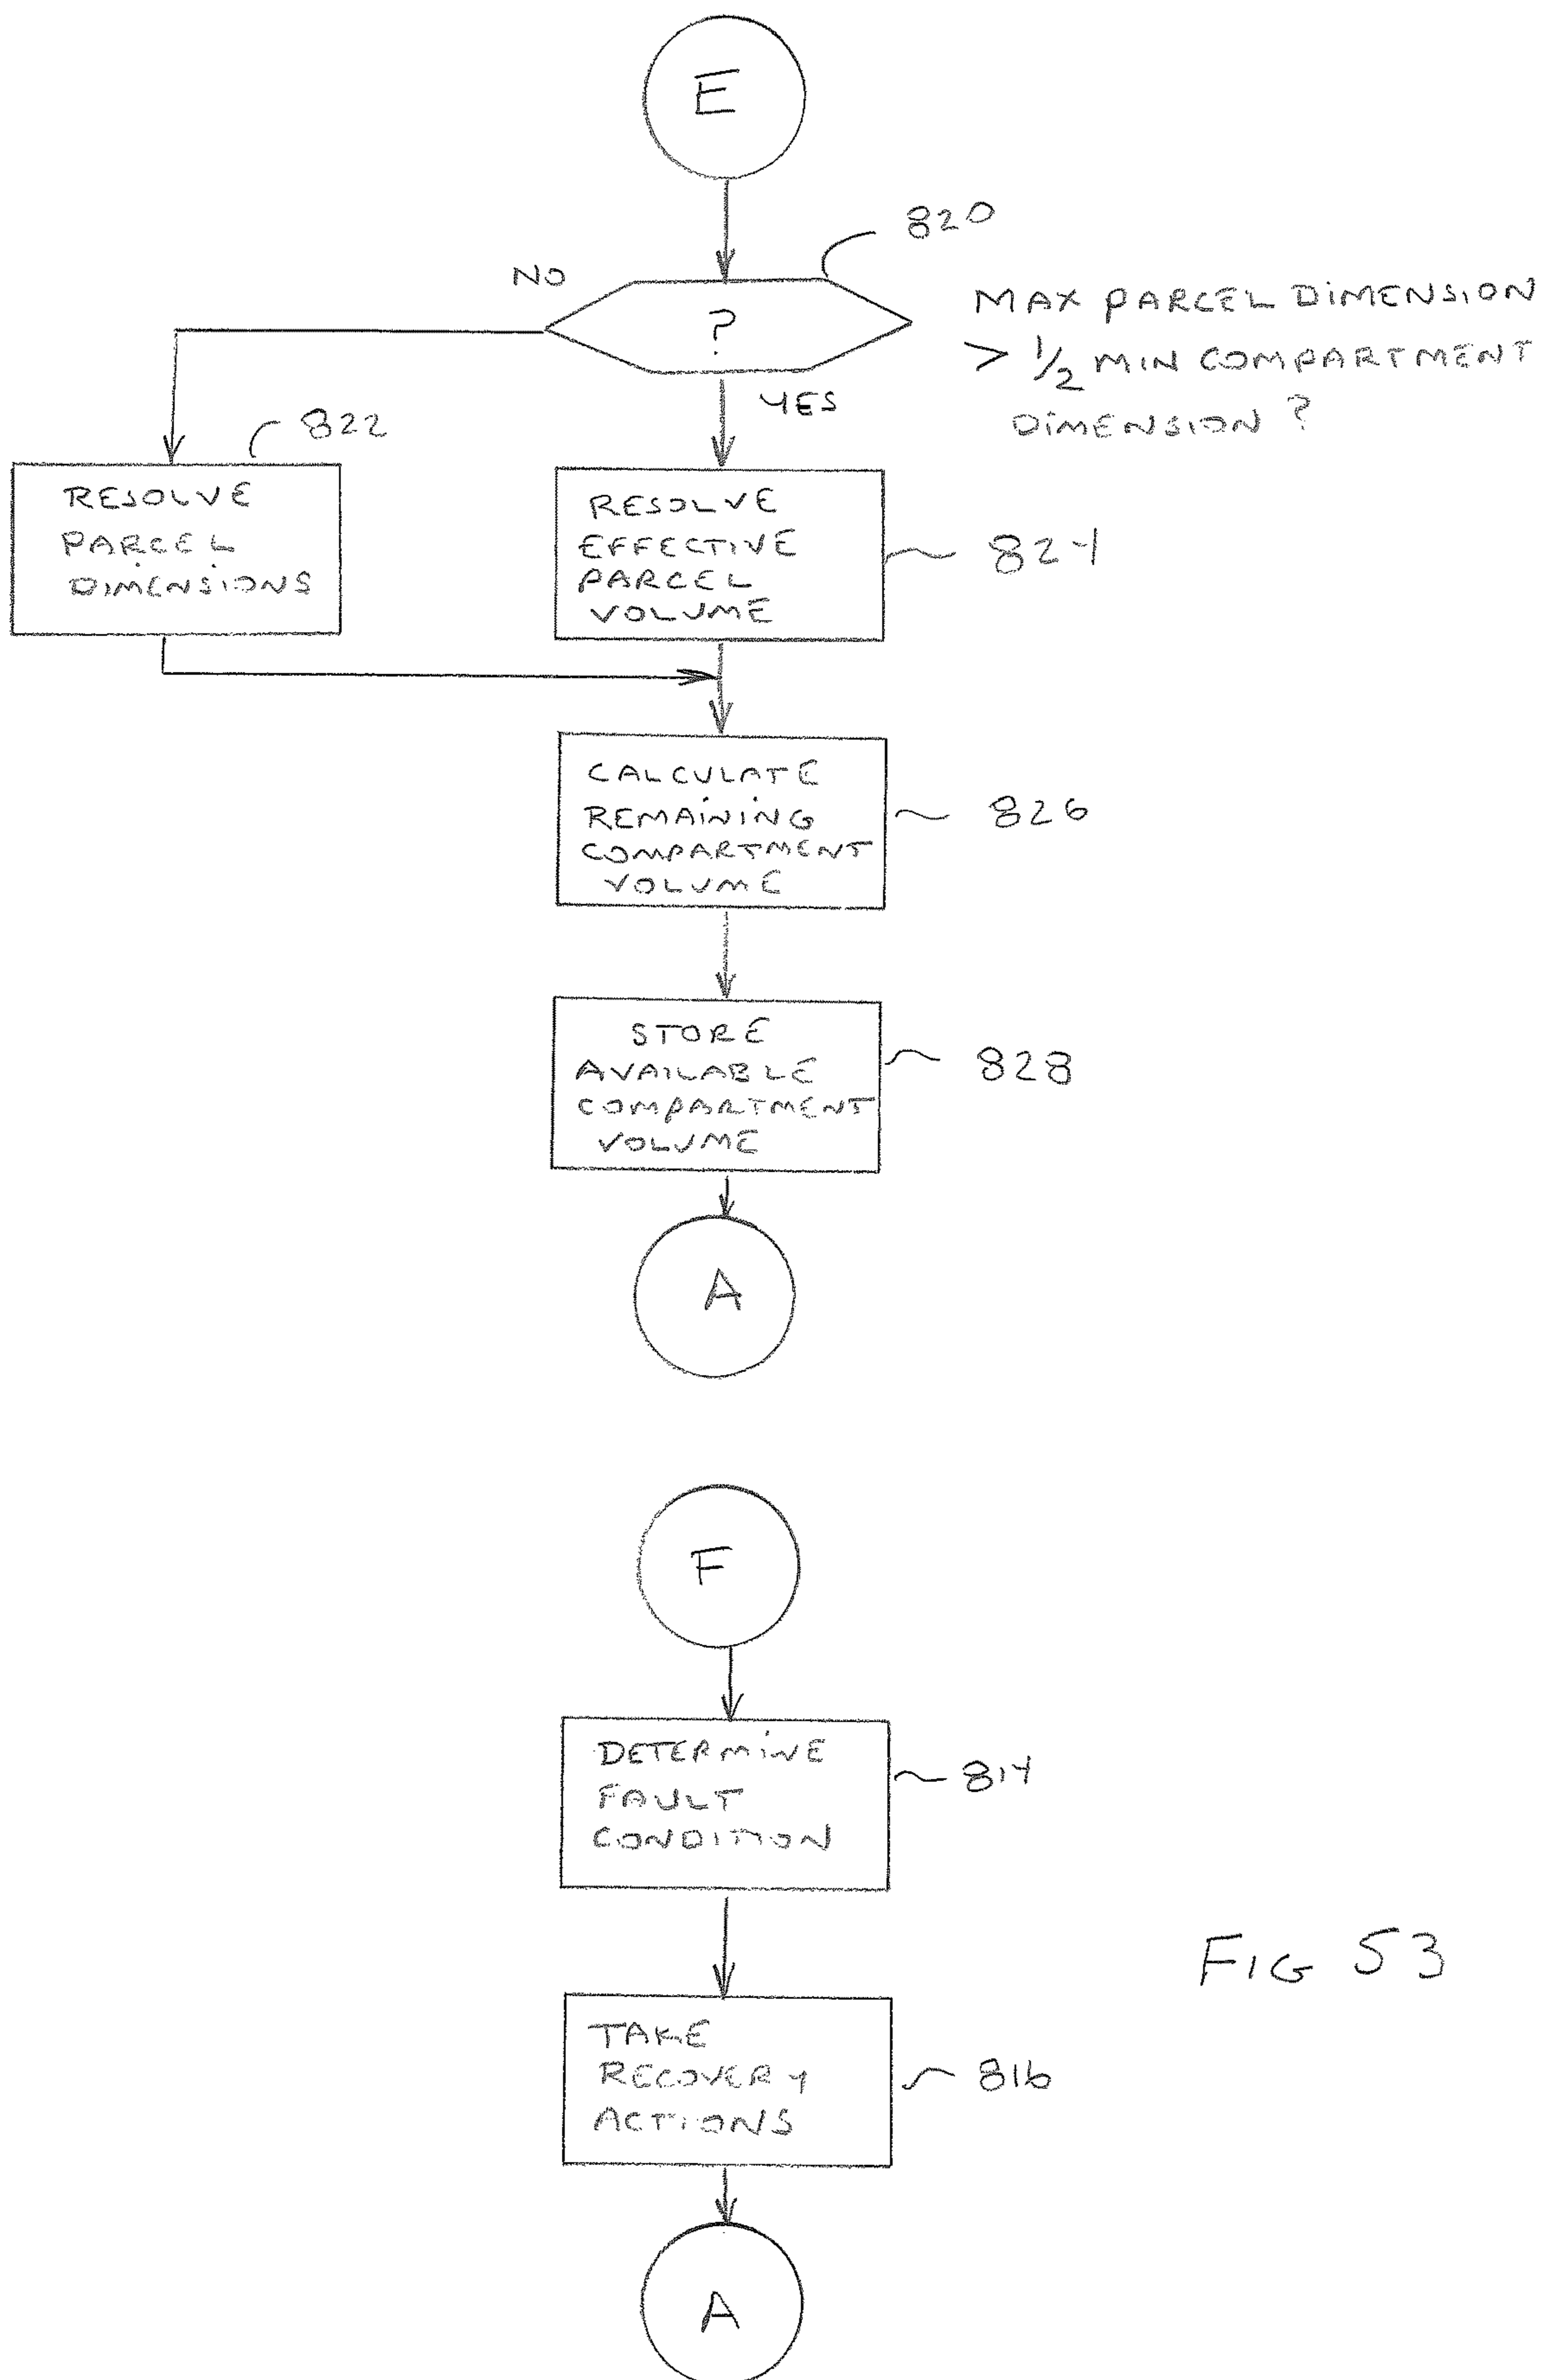 E
820
NO
?
MAX PARCEL DIMENSION
> 1/2 MIN COMPARTMENT
DIMENSION ?
YES
822
RESOLVE
PARCEL
DIMENSIONS
RESOLVE
EFFECTIVE
PARCEL
VOLUME
824
CALCULATE
REMAINING
COMPARTMENT
VOLUME
826
STORE
AVAILABLE
COMPARTMENT
VOLUME
828
A
F
DETERMINE
FAULT
CONDITION
814
FIG 53
TAKE
RECOVERY
ACTIONS
816
A